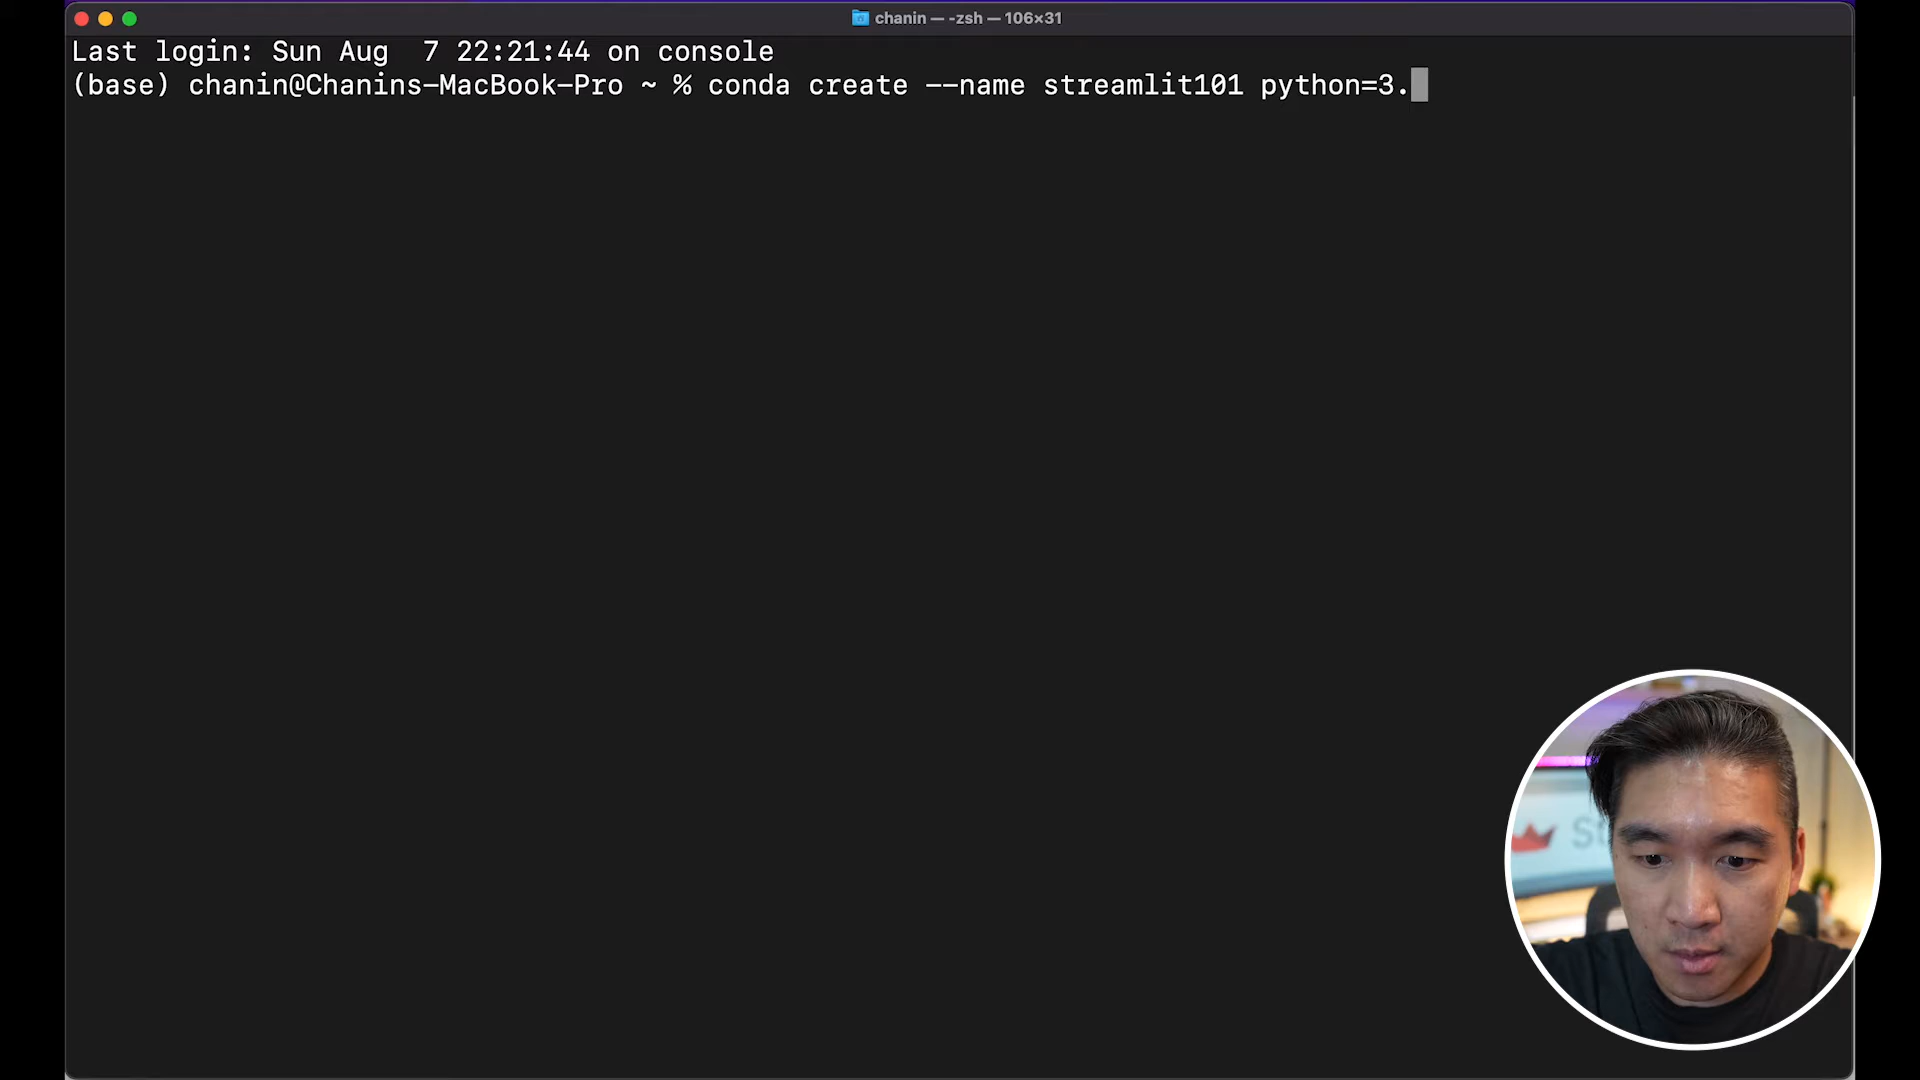 chanin — -zsh — 106×31
Last login: Sun Aug  7 22:21:44 on console
(base) chanin@Chanins-MacBook-Pro ~ % conda create --name streamlit101 python=3.
St